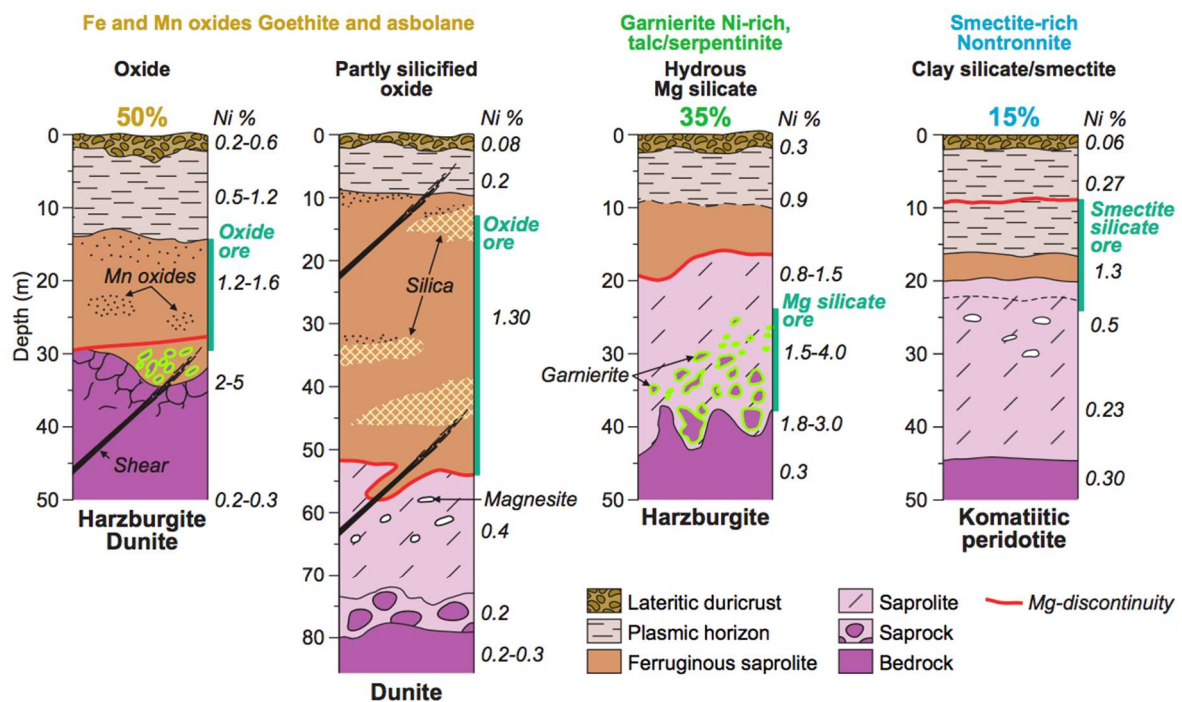 Fe and Mn oxides Goethite and asbolane
Oxide
50%
Ni %
0
0.2-0.6
0.5-1.2
10
Oxide
ore
1.2-1.6
Mn oxides
20
Depth (m)
30
2-5
40
Shear
50
0.2-0.3
Harzburgite
Dunite
Partly silicified
oxide
Ni %
0
0.08
0.2
10
Oxide
ore
20
Silica
30
1.30
40
50
Magnesite
60
0.4
70
0.2
80
0.2-0.3
Dunite
Garnierite Ni-rich,
talc/serpentinite
Hydrous
Mg silicate
35%
Ni %
0
0.3
0.9
10
0.8-1.5
20
Mg silicate
ore
30
1.5-4.0
Garnierite
1.8-3.0
40
0.3
50
Harzburgite
Smectite-rich
Nontronnite
Clay silicate/smectite
15%
Ni %
0
0.06
0.27
10
Smectite
silicate
ore
1.3
20
0.5
30
0.23
40
0.30
50
Komatiitic
peridotite
Lateritic duricrust
Plasmic horizon
Ferruginous saprolite
Saprolite
Saprock
Bedrock
Mg-discontinuity